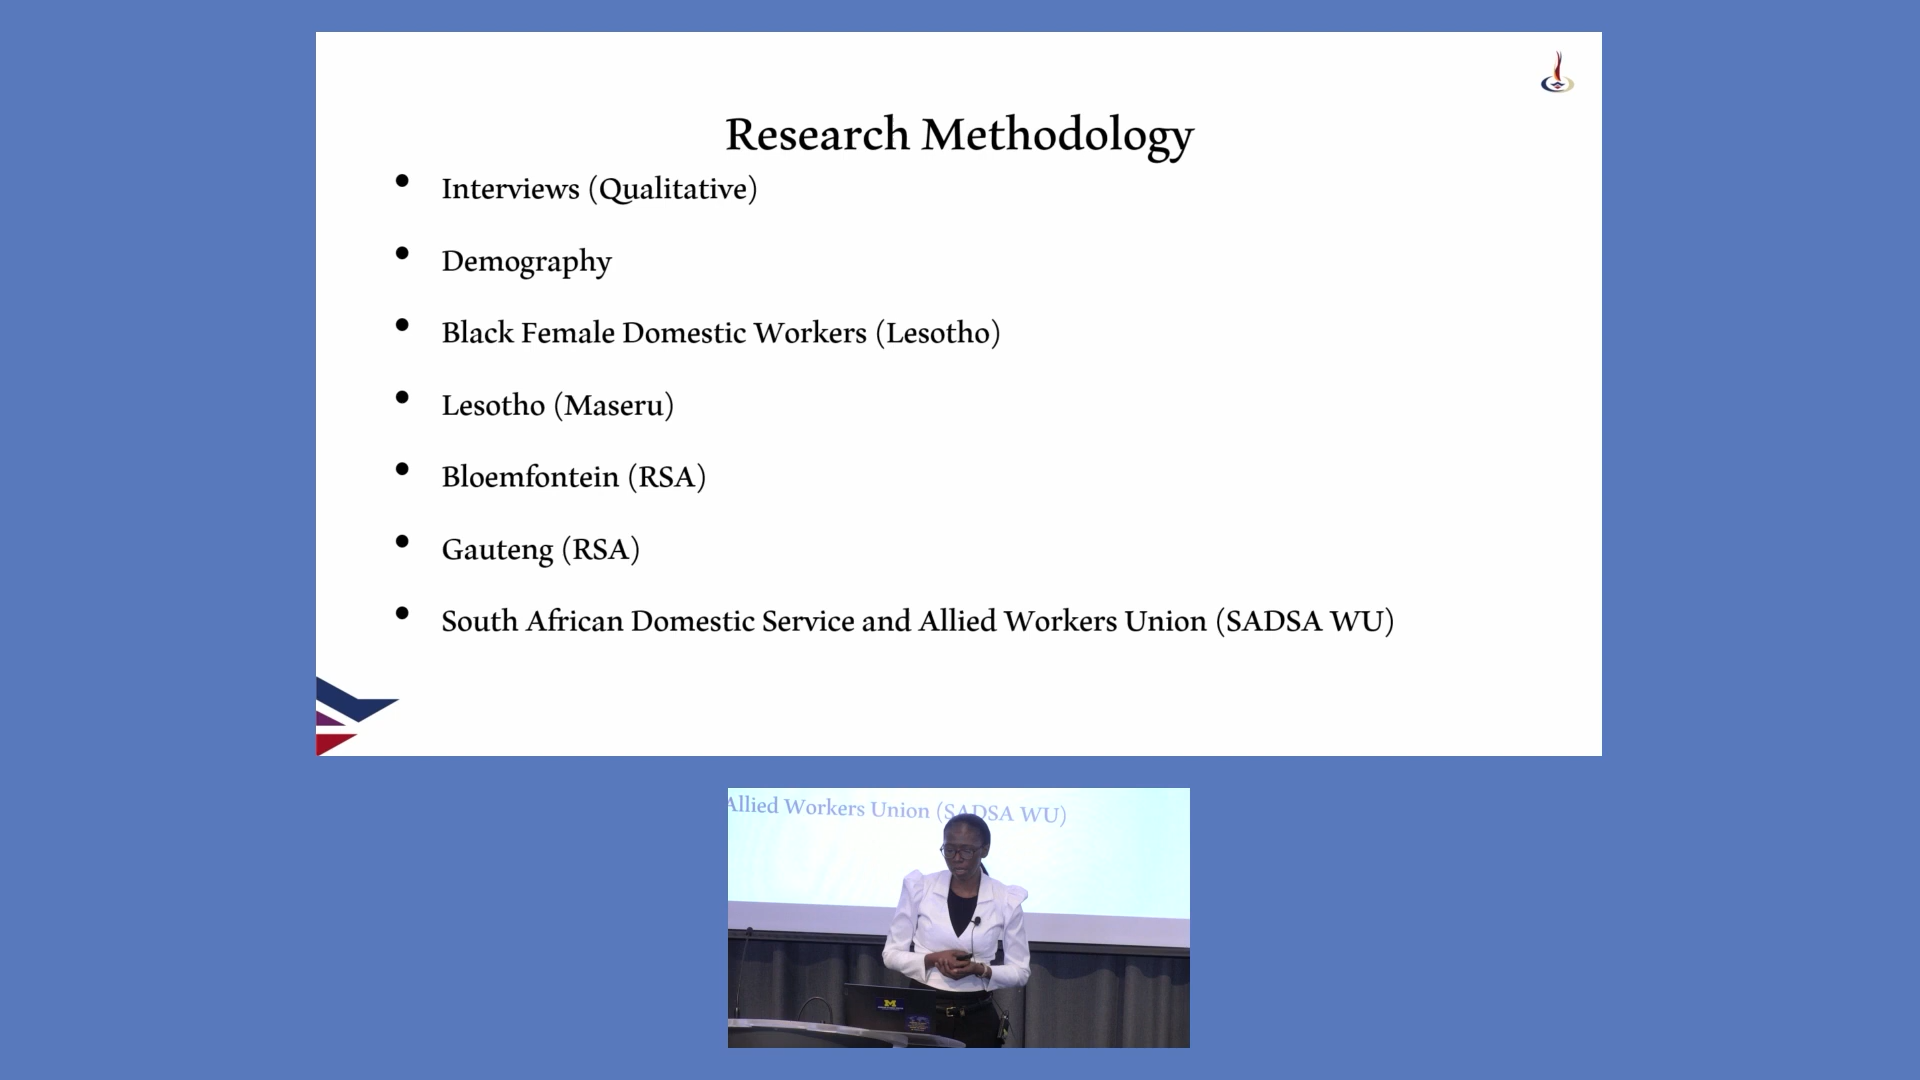 Research Methodology
• Interviews (Qualitative)
• Demography
• Black Female Domestic Workers (Lesotho)
• Lesotho (Maseru)
• Bloemfontein (RSA)
• Gauteng (RSA)
• South African Domestic Service and Allied Workers Union (SADSA WU)
Allied Workers Union (SADSA WU)
M